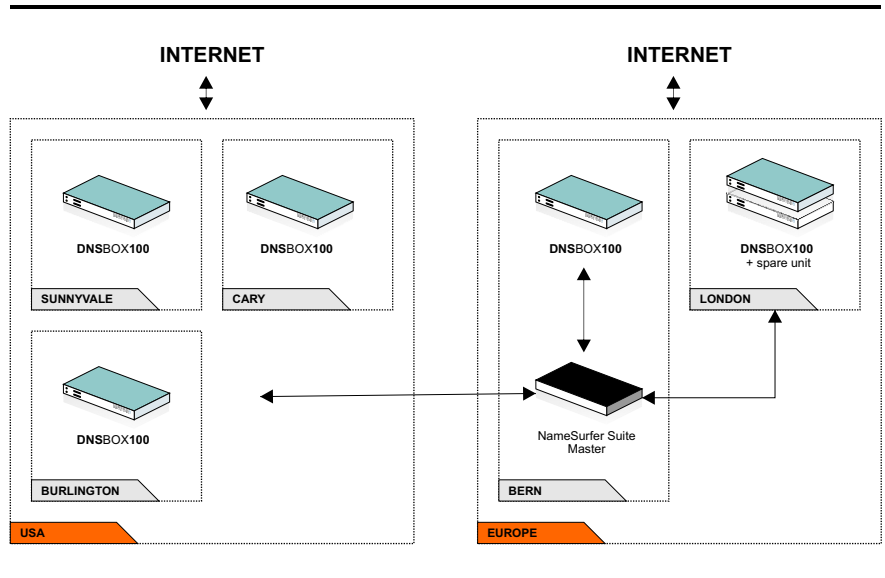 INTERNET
INTERNET
DNSBOX100
DNSBOX100
SUNNYVALE
CARY
DNSBOX100
BURLINGTON
USA
DNSBOX100
DNSBOX100
+ spare unit
LONDON
NameSurfer Suite
Master
BERN
EUROPE